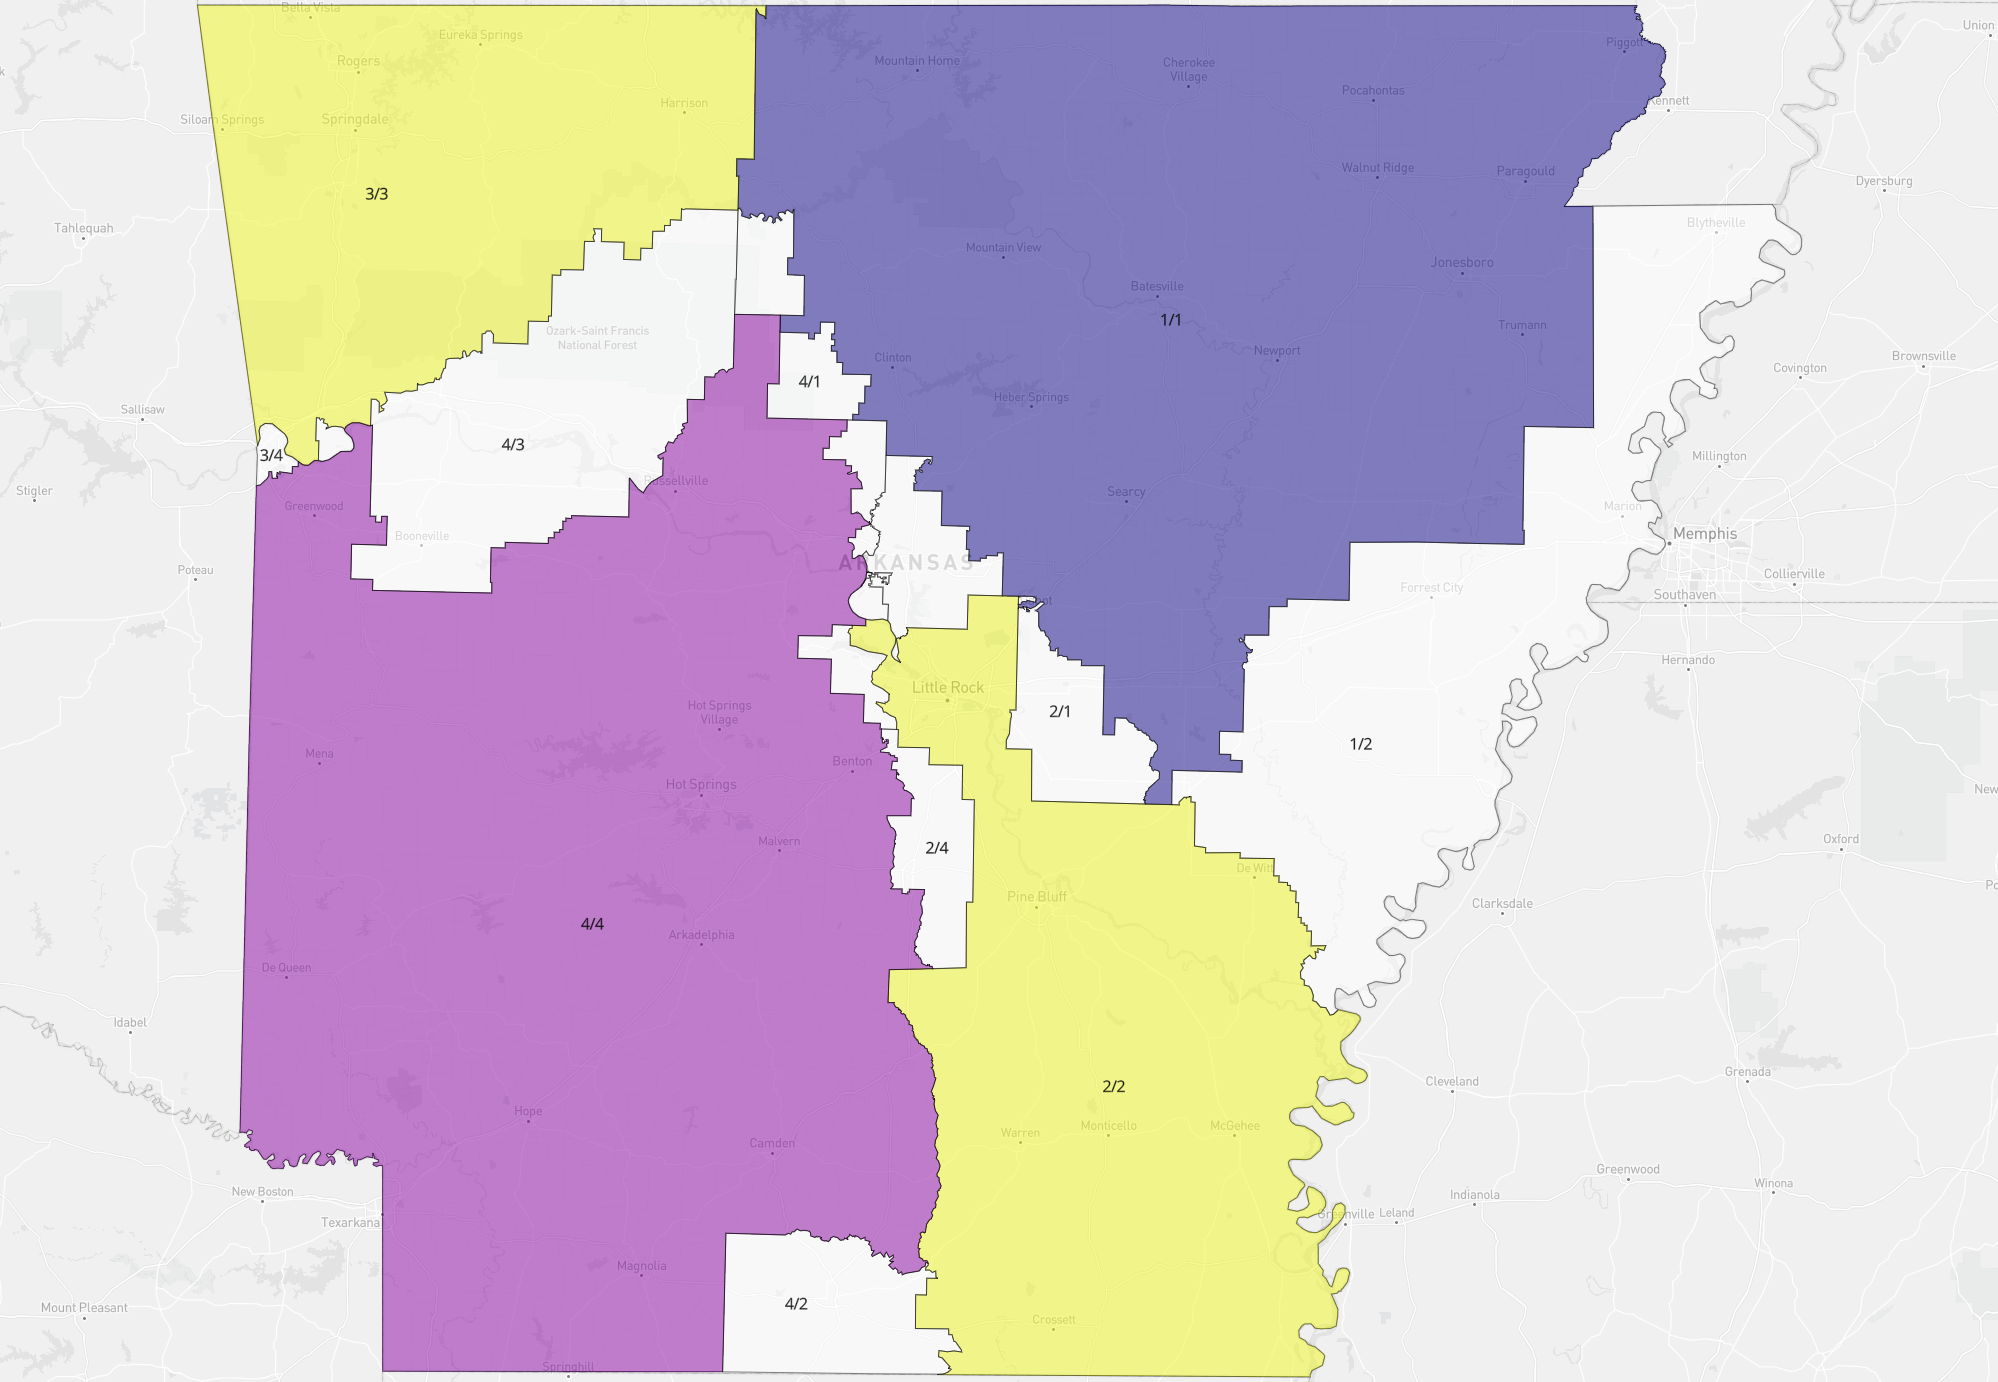 Bella Vista
Union
Eureka Springs
Piggott
Rogers
Mountain Home
Cherokee
Village
Pocahontas
Kennett
Harrison
Siloam Springs
Springdale
Walnut Ridge
Paragould
Dyersburg
3/3
Tahlequah
Blytheville
Mountain View
Jonesboro
Batesville
1/1
Trumann
Ozark-Saint Francis
National Forest
Newport
Clinton
Brownsville
Covington
4/1
Heber Springs
Sallisaw
4/3
3/4
Millington
Russellville
Stigler
Searcy
Greenwood
Marion
Memphis
Booneville
ARKANSAS
Poteau
Collierville
Forrest City
Southaven
Hernando
Little Rock
Hot Springs
Village
2/1
1/2
Mena
Benton
Hot Springs
New
Malvern
2/4
Oxford
De Witt
Pine Bluff
Clarksdale
4/4
Arkadelphia
De Queen
Idabel
Grenada
Cleveland
2/2
Hope
Warren
Monticello
McGehee
Camden
Greenwood
Winona
New Boston
Indianola
Greenville
Leland
Texarkana
Magnolia
4/2
Mount Pleasant
Crossett
Springhill